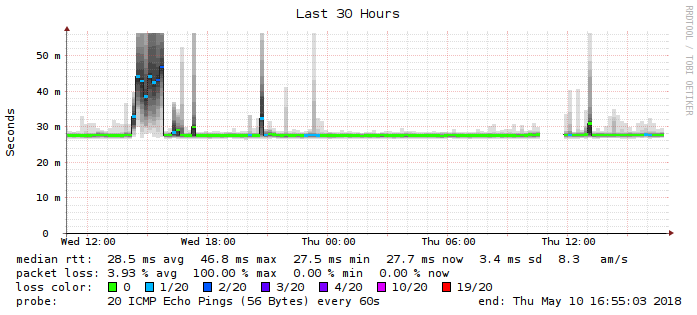 Last 30 Hours
RRDTOOL / TOBI OETIKER
Seconds
50 m
40 m
30 m
20 m
10 m
0
Wed 12:00 Wed 18:00 Thu 00:00 Thu 06:00 Thu 12:00
median rtt: 28.5 ms avg 46.8 ms max 27.5 ms min 27.7 ms now 3.4 ms sd 8.3 am/s
packet loss: 3.93 % avg 100.00 % max 0.00 % min 0.00 % now
loss color: 0 1/20 2/20 3/20 4/20 10/20 19/20
probe: 20 ICMP Echo Pings (56 Bytes) every 60s end: Thu May 10 16:55:03 2018